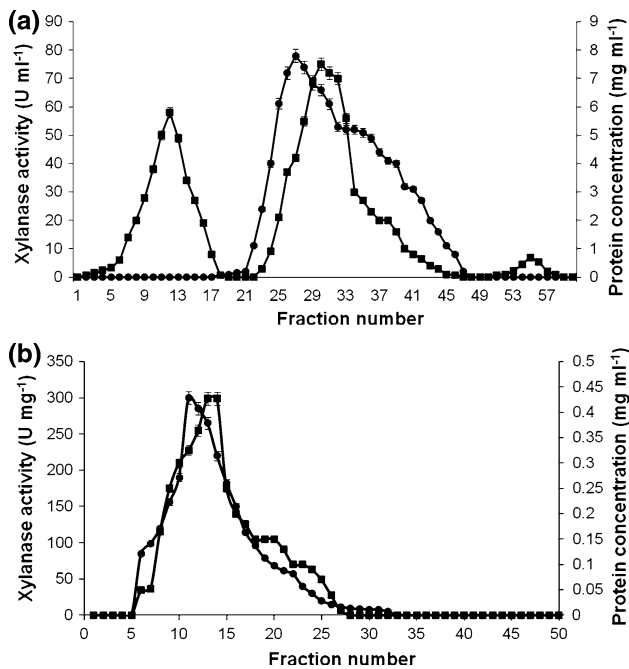 (a)
90 80 70 60 50 40 30 20 10 0
Xylanase activity (U ml-1)
9 8 7 6 5 4 3 2 1 0
Protein concentration (mg ml-1)
1 5 9 13 17 21 25 29 33 37 41 45 49 53 57
Fraction number
(b)
350 300 250 200 150 100 50 0
Xylanase activity (U mg-1)
0.5 0.45 0.4 0.35 0.3 0.25 0.2 0.15 0.1 0.05 0
Protein concentration (mg ml-1)
0 5 10 15 20 25 30 35 40 45 50
Fraction number